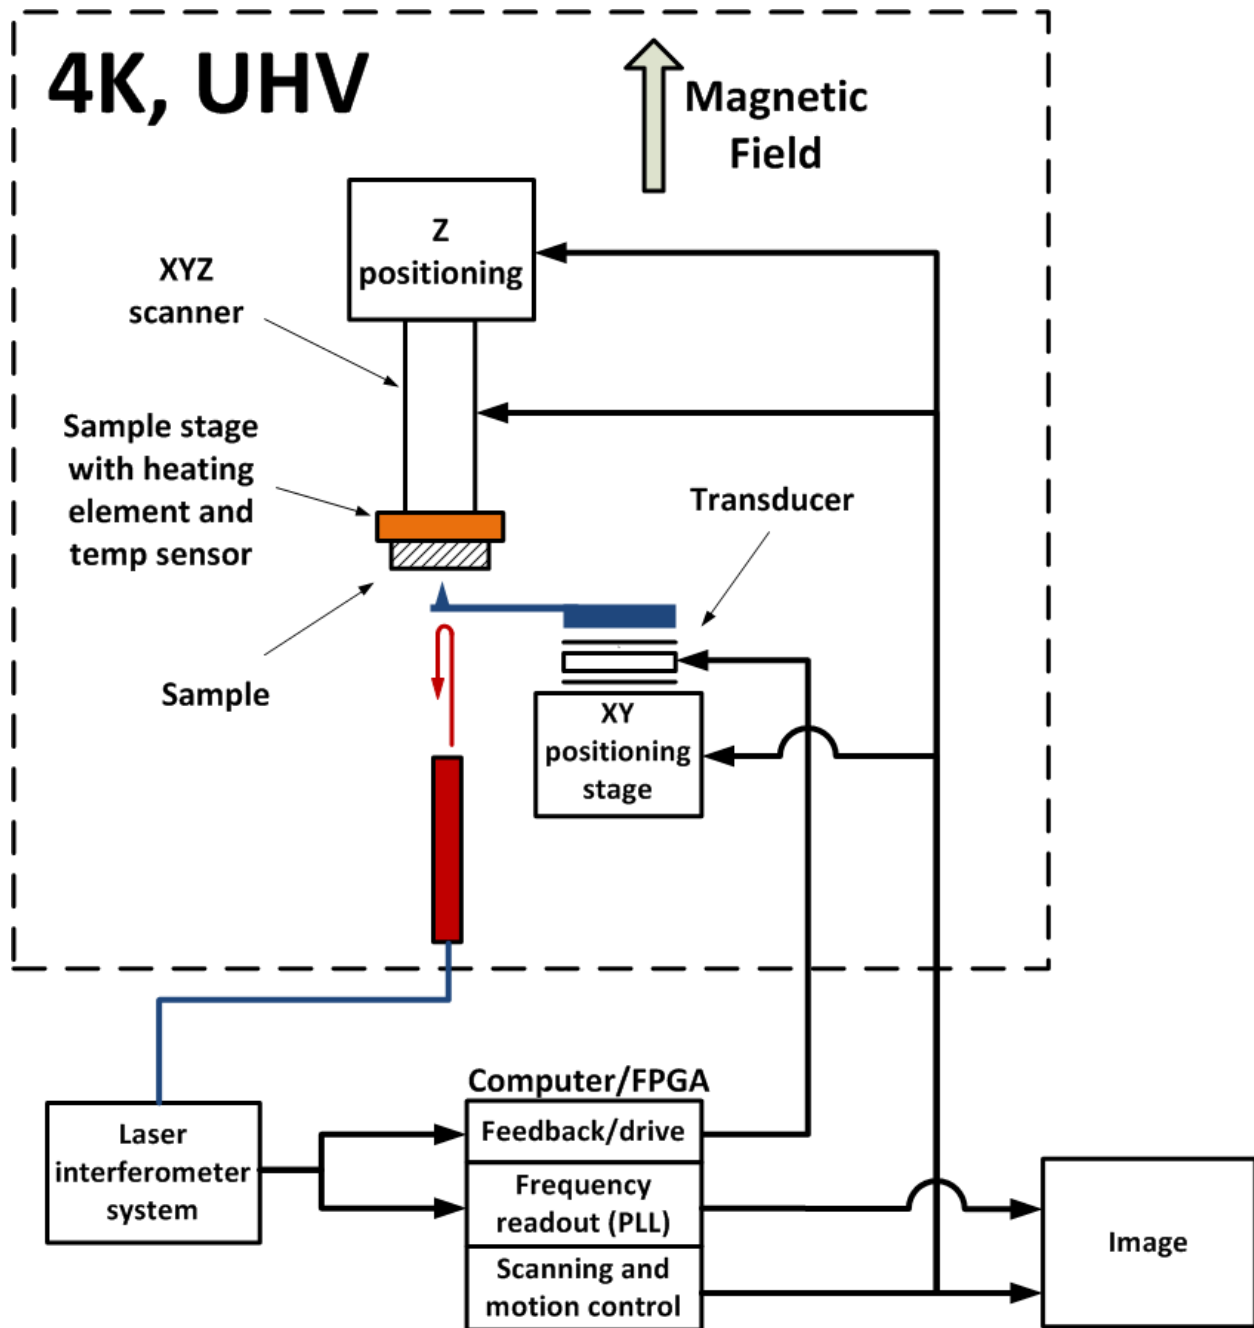 4K, UHV
Magnetic
Field
Z
positioning
XYZ
scanner
Sample stage
with heating
element and
temp sensor
Transducer
Sample
XY
positioning
stage
Computer/FPGA
Laser
interferometer
system
Feedback/drive
Frequency
readout (PLL)
Scanning and
motion control
Image